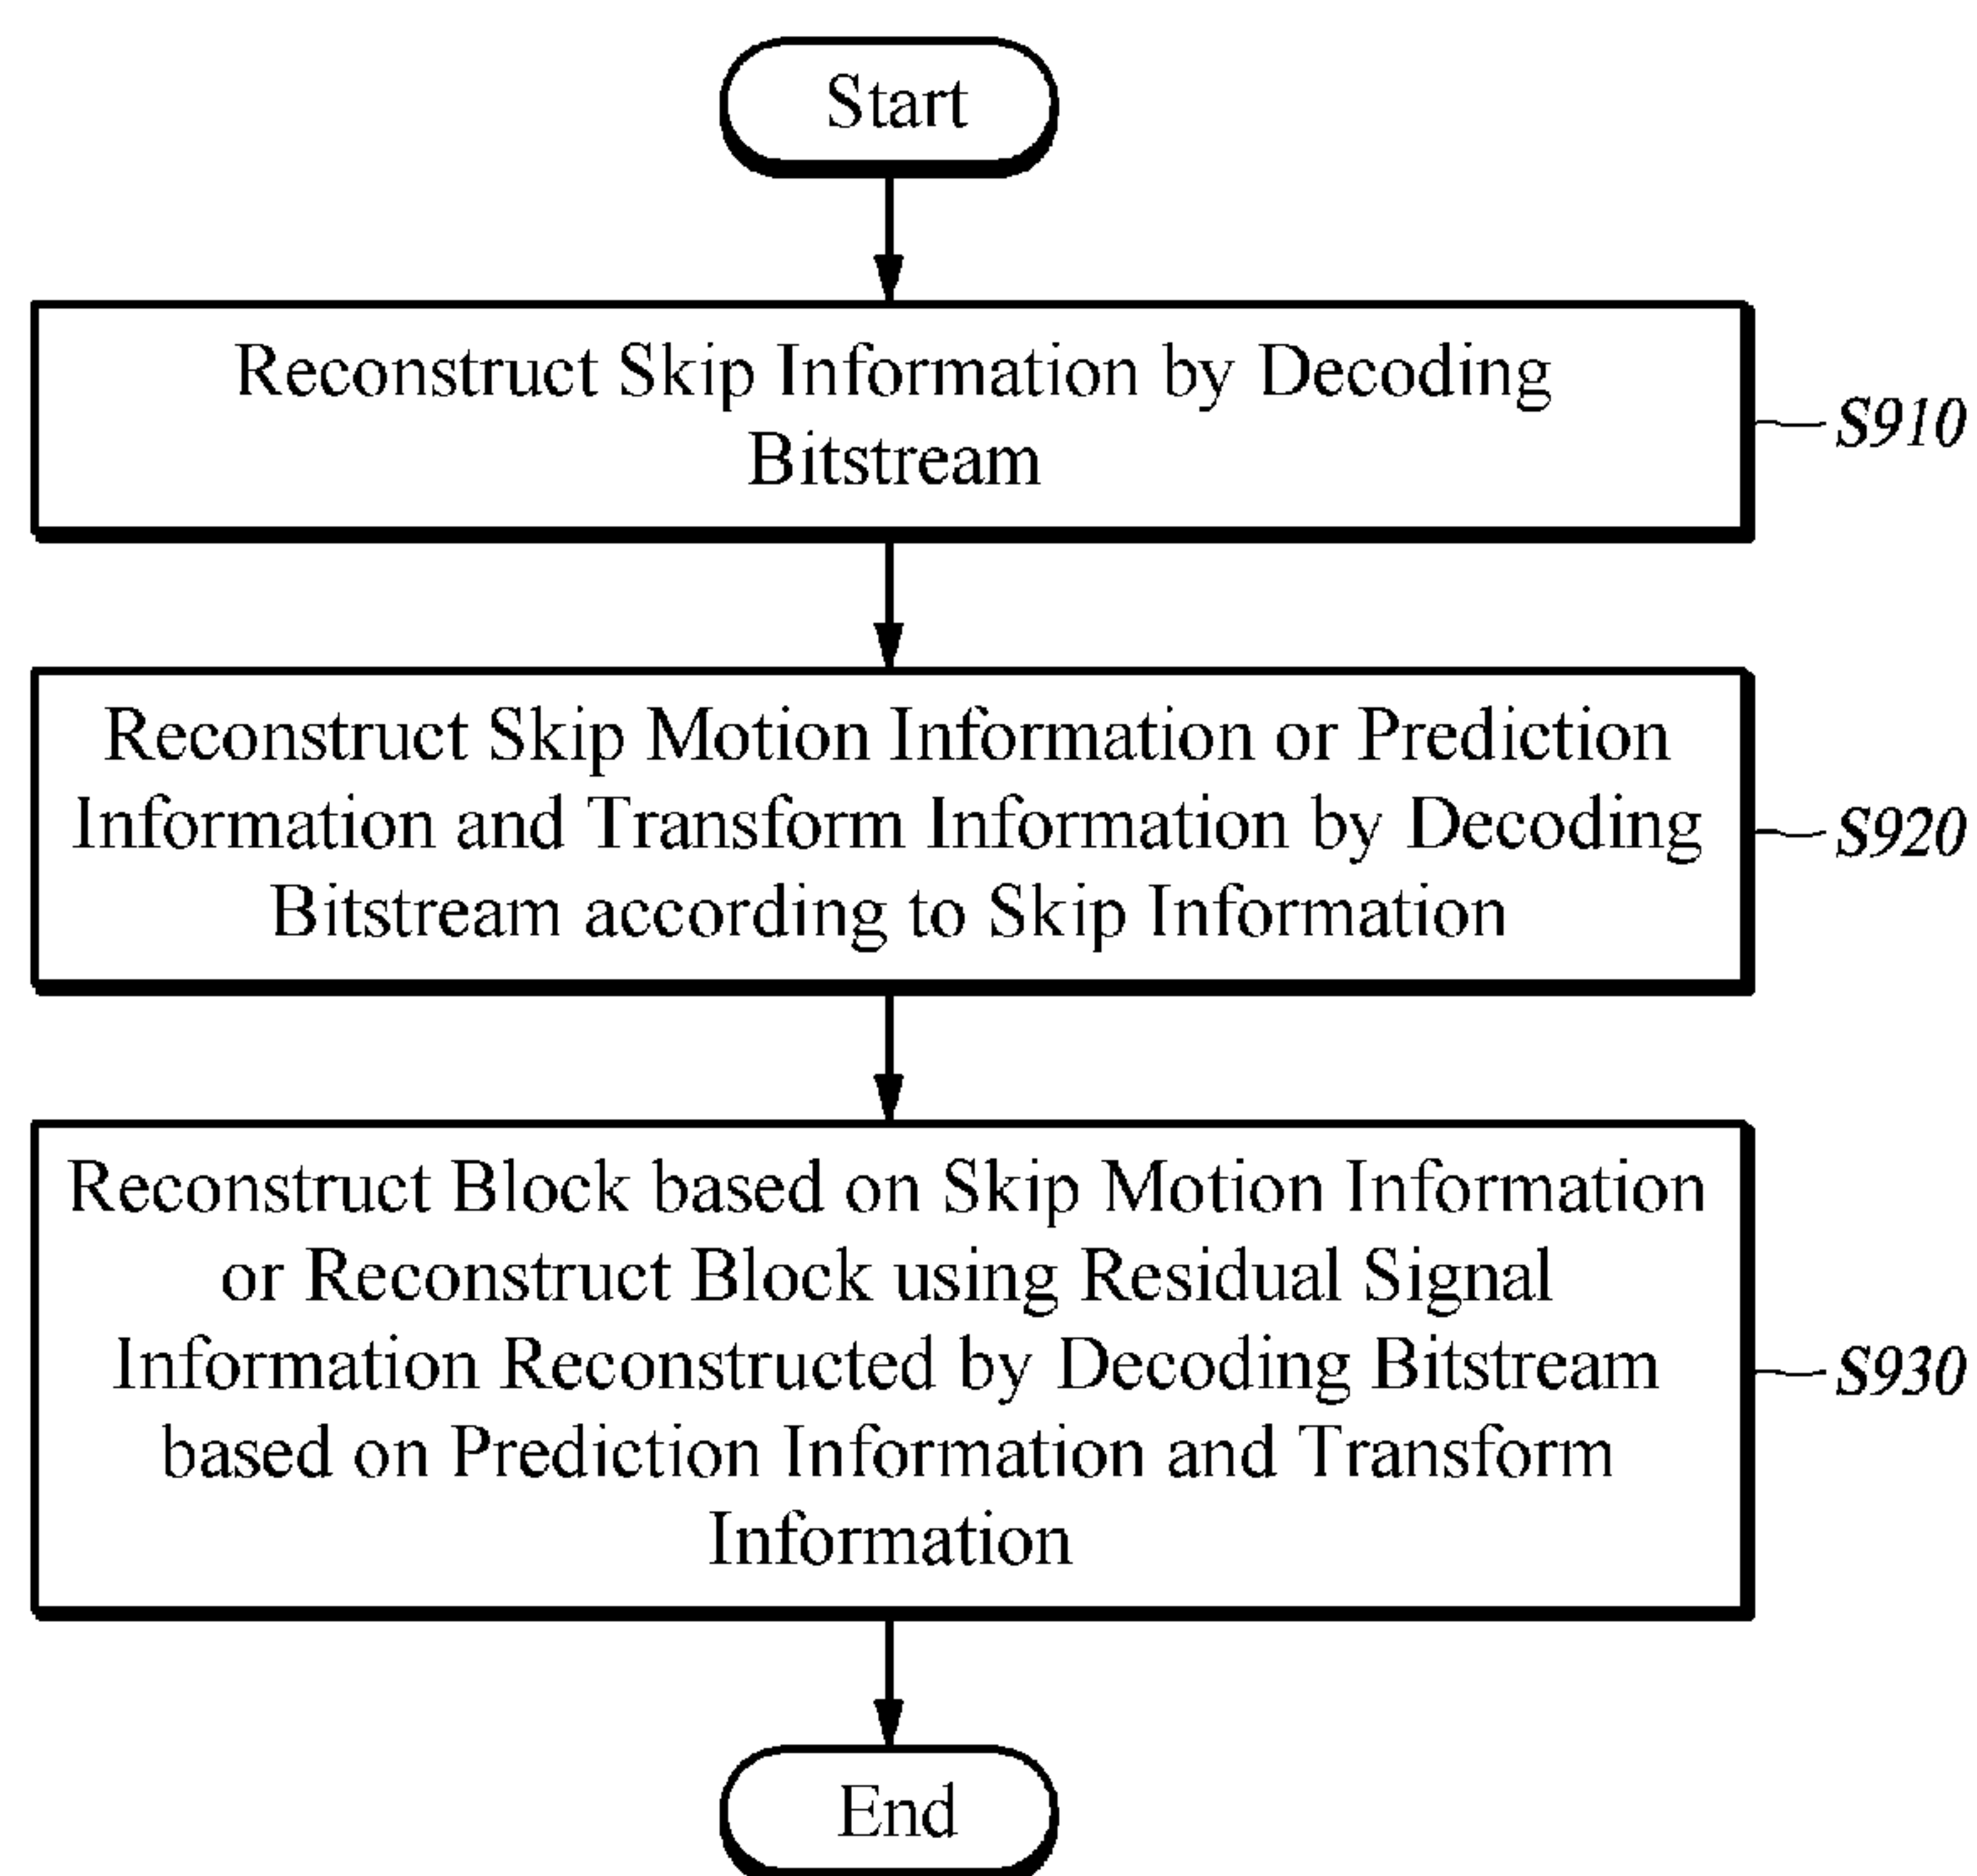 Start
Reconstruct Skip Information by Decoding
Bitstream
S910
Reconstruct Skip Motion Information or Prediction
Information and Transform Information by Decoding
Bitstream according to Skip Information
S920
Reconstruct Block based on Skip Motion Information
or Reconstruct Block using Residual Signal
Information Reconstructed by Decoding Bitstream
based on Prediction Information and Transform
Information
S930
End